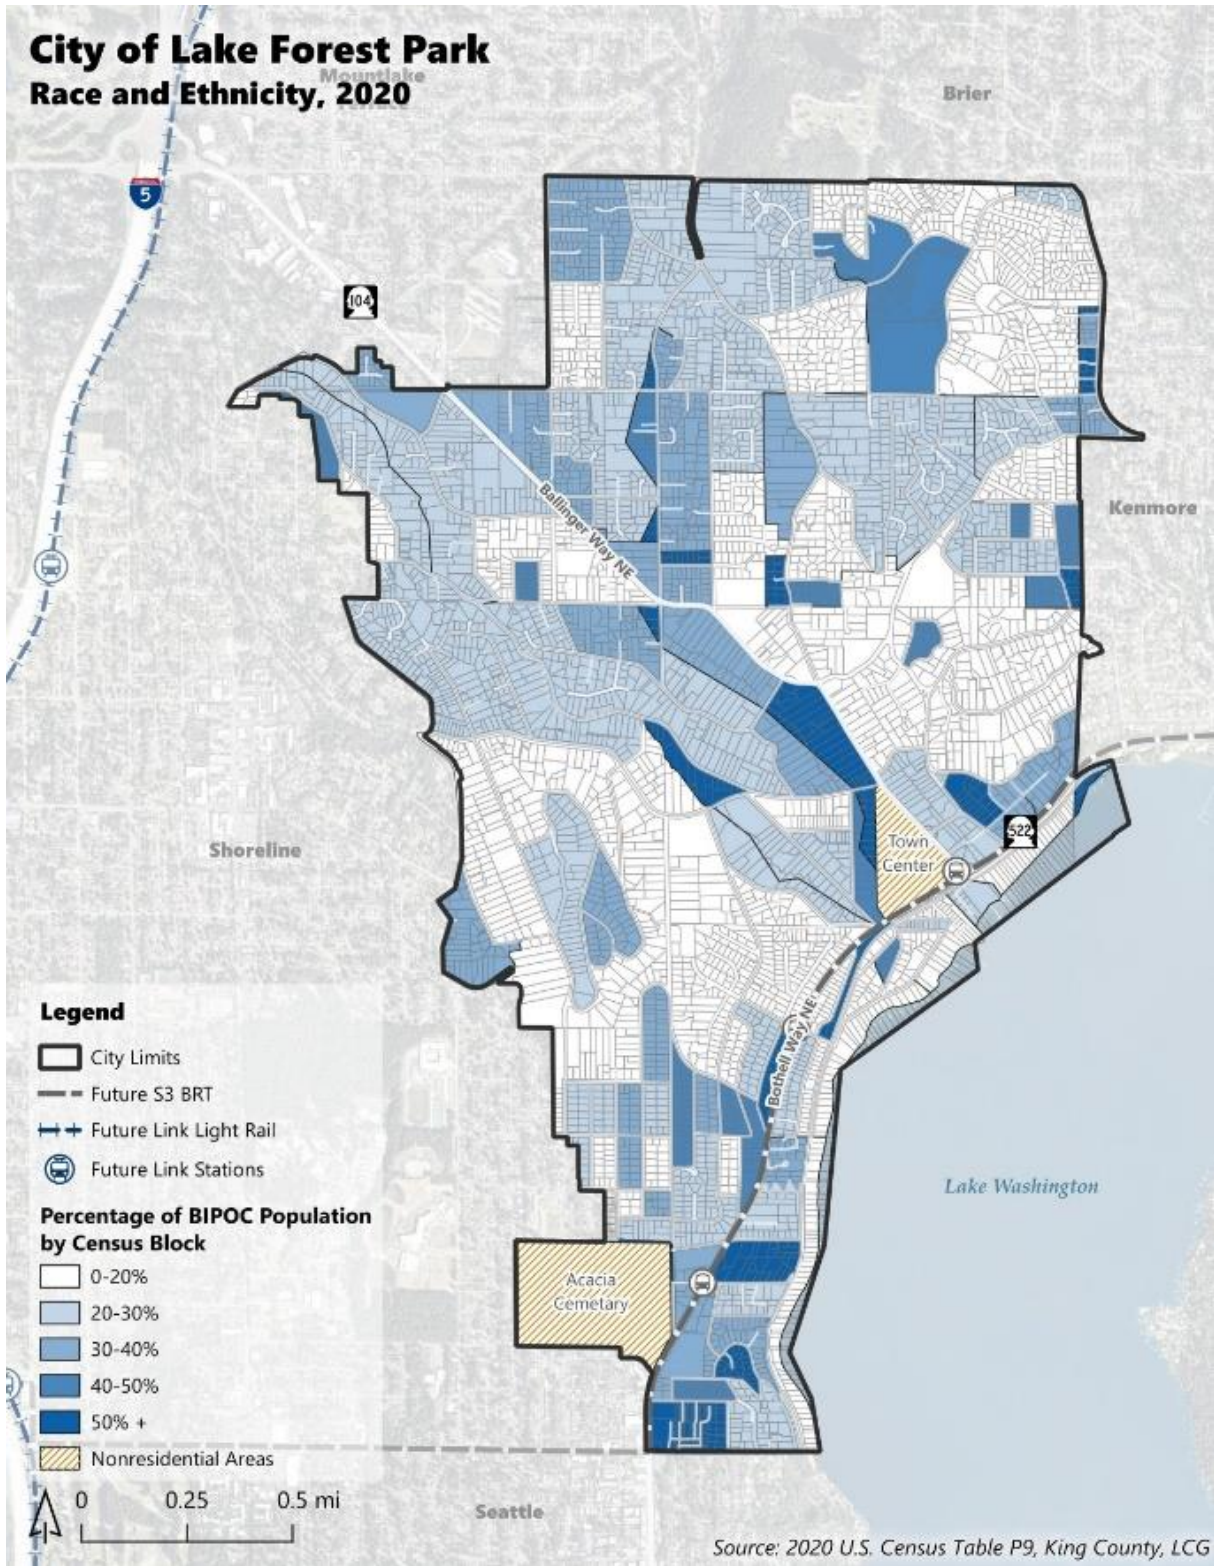 City of Lake Forest Park
Mountlake
Race and Ethnicity, 2020
Brier
5
104
Ballinger Way NE
Kenmore
Shoreline
Town
Center
522
Bothell Way NE
Lake Washington
Acacia
Cemetary
Seattle
Legend
City Limits
Future S3 BRT
Future Link Light Rail
Future Link Stations
Percentage of BIPOC Population
by Census Block
0-20%
20-30%
30-40%
40-50%
50% +
Nonresidential Areas
0 0.25 0.5 mi
Source: 2020 U.S. Census Table P9, King County, LCG